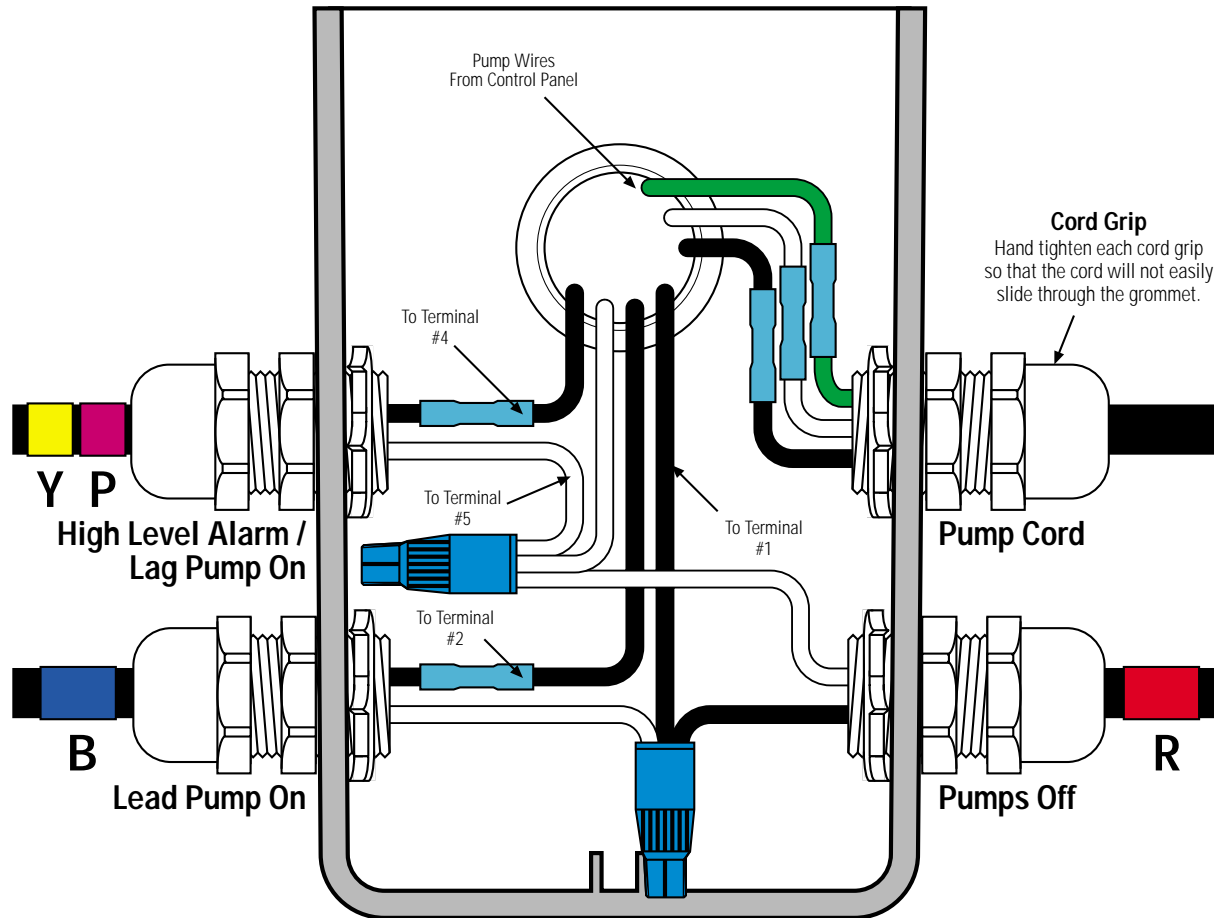 Pump Wires
From Control Panel
Cord Grip
Hand tighten each cord grip
so that the cord will not easily
slide through the grommet.
To Terminal
#4
Y P
High Level Alarm /
Lag Pump On
To Terminal
#5
To Terminal
#1
Pump Cord
To Terminal
#2
B
Lead Pump On
R
Pumps Off